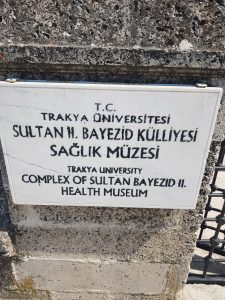 T.C.
TRAKYA ÜNİVERSİTESİ
SULTAN II. BAYEZİD KÜLLİYESİ
SAĞLIK MÜZESİ
TRAKYA UNIVERSITY
COMPLEX OF SULTAN BAYEZID II.
HEALTH MUSEUM